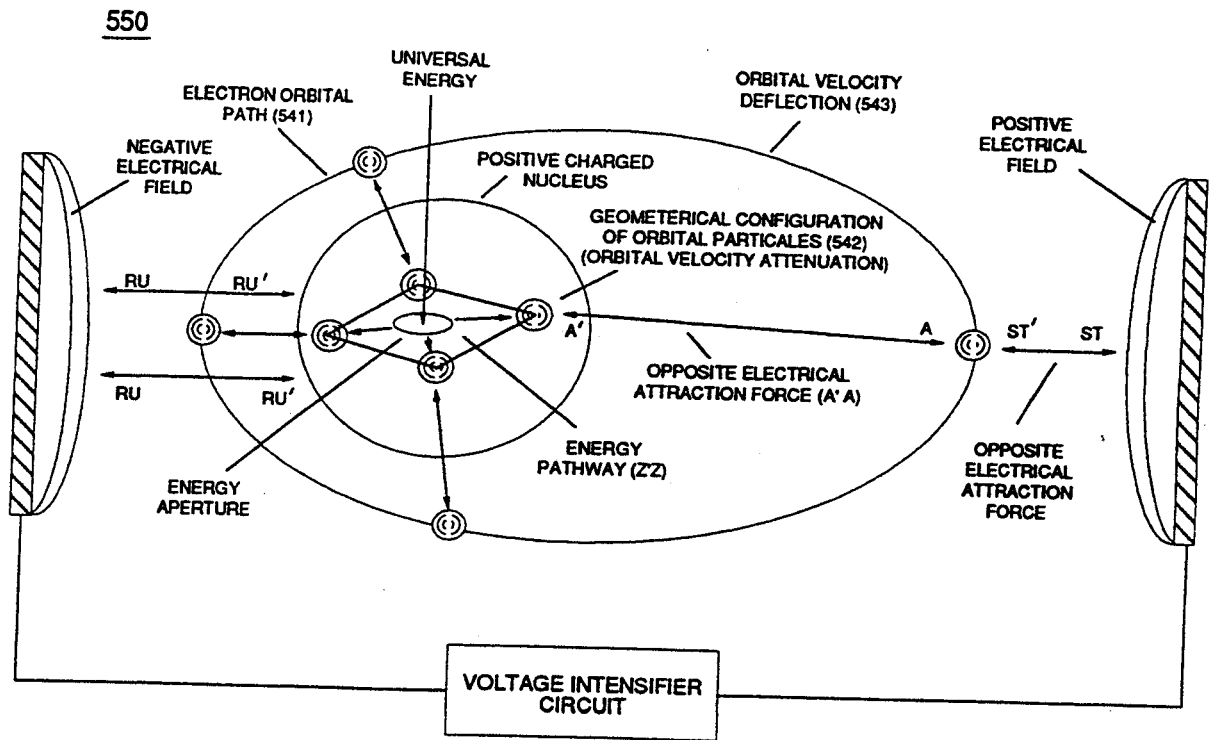 550
UNIVERSAL
ENERGY
ELECTRON ORBITAL
PATH (541)
ORBITAL VELOCITY
DEFLECTION (543)
NEGATIVE
ELECTRICAL
FIELD
POSITIVE CHARGED
NUCLEUS
POSITIVE
ELECTRICAL
FIELD
GEOMETERICAL CONFIGURATION
OF ORBITAL PARTICALES (542)
(ORBITAL VELOCITY ATTENUATION)
RU RU'
A' A
ST' ST
RU RU'
OPPOSITE ELECTRICAL
ATTRACTION FORCE (A' A)
ENERGY
PATHWAY (Z'Z)
ENERGY
APERTURE
OPPOSITE
ELECTRICAL
ATTRACTION
FORCE
VOLTAGE INTENSIFIER
CIRCUIT